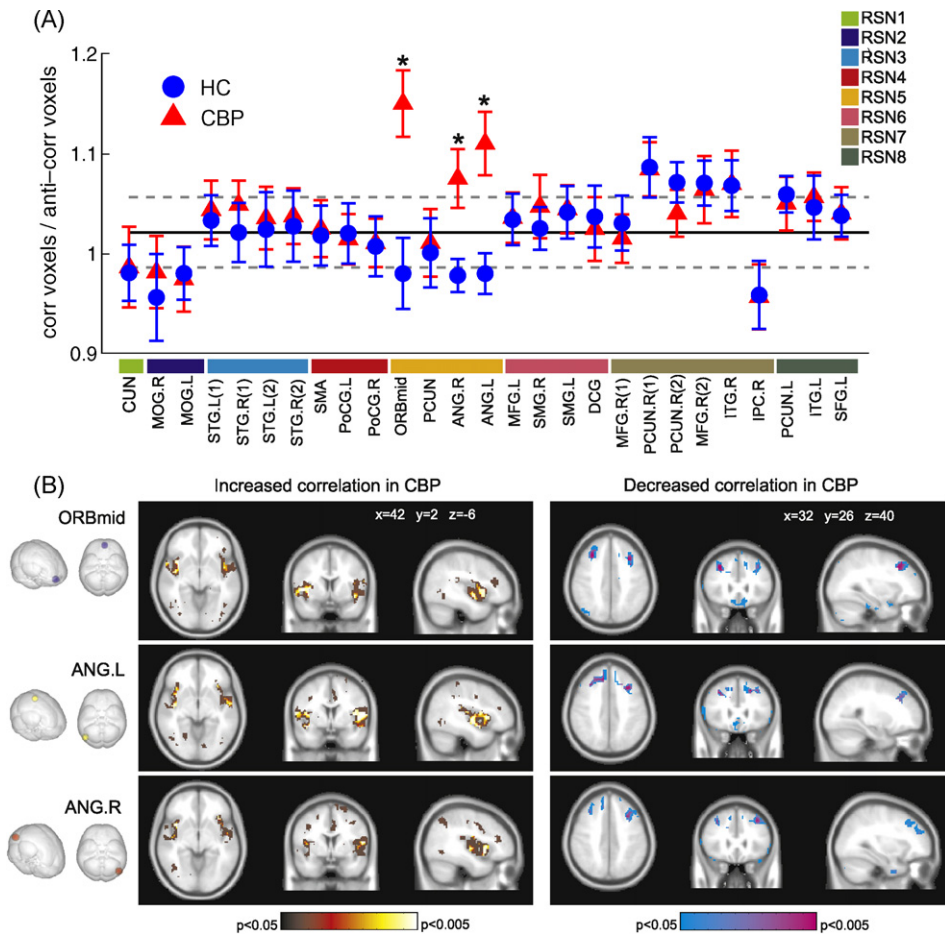 (A)
corr voxels / anti-corr voxels
1.2
1.1
1
0.9
HC
CBP
*
*
*
RSN1
RSN2
RSN3
RSN4
RSN5
RSN6
RSN7
RSN8
CUN
MOG.R
MOG.L
STG.L(1)
STG.R(1)
STG.L(2)
STG.R(2)
SMA
PoCG.L
PoCG.R
ORBmid
PCUN
ANG.R
ANG.L
MFG.L
SMG.R
SMG.L
DCG
MFG.R(1)
PCUN.R(1)
PCUN.R(2)
MFG.R(2)
ITG.R
IPC.R
PCUN.L
ITG.L
SFG.L
(B)
Increased correlation in CBP
Decreased correlation in CBP
ORBmid
x=42 y=2 z=-6
x=32 y=26 z=40
ANG.L
ANG.R
p<0.05
p<0.005
p<0.05
p<0.005